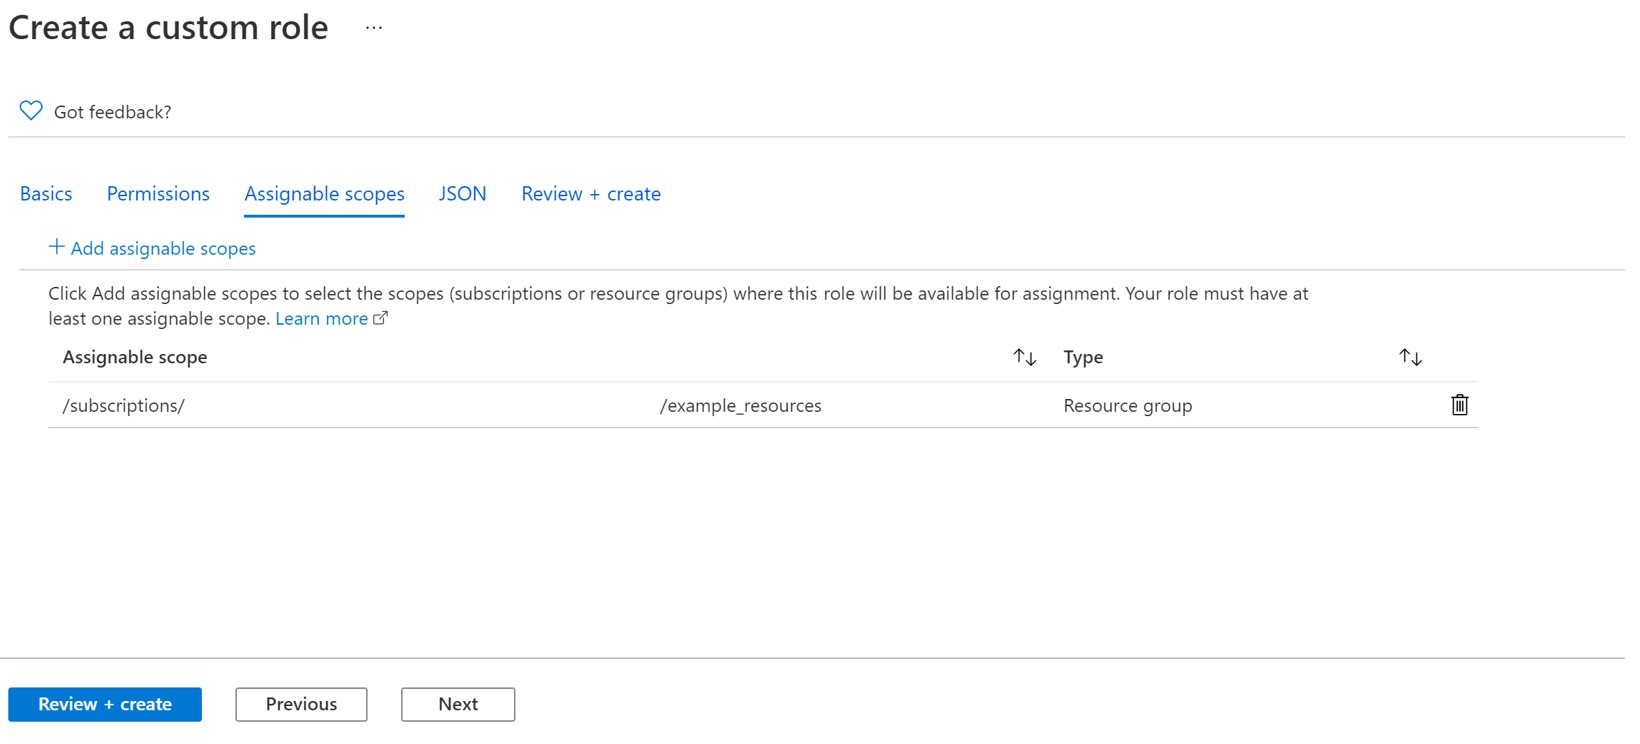 Create a custom role ...
Got feedback?
Basics Permissions Assignable scopes JSON Review + create
+ Add assignable scopes
Click Add assignable scopes to select the scopes (subscriptions or resource groups) where this role will be available for assignment. Your role must have at
least one assignable scope. Learn more
Assignable scope ↑↓ Type ↑↓
/subscriptions/ /example_resources Resource group
Review + create Previous Next